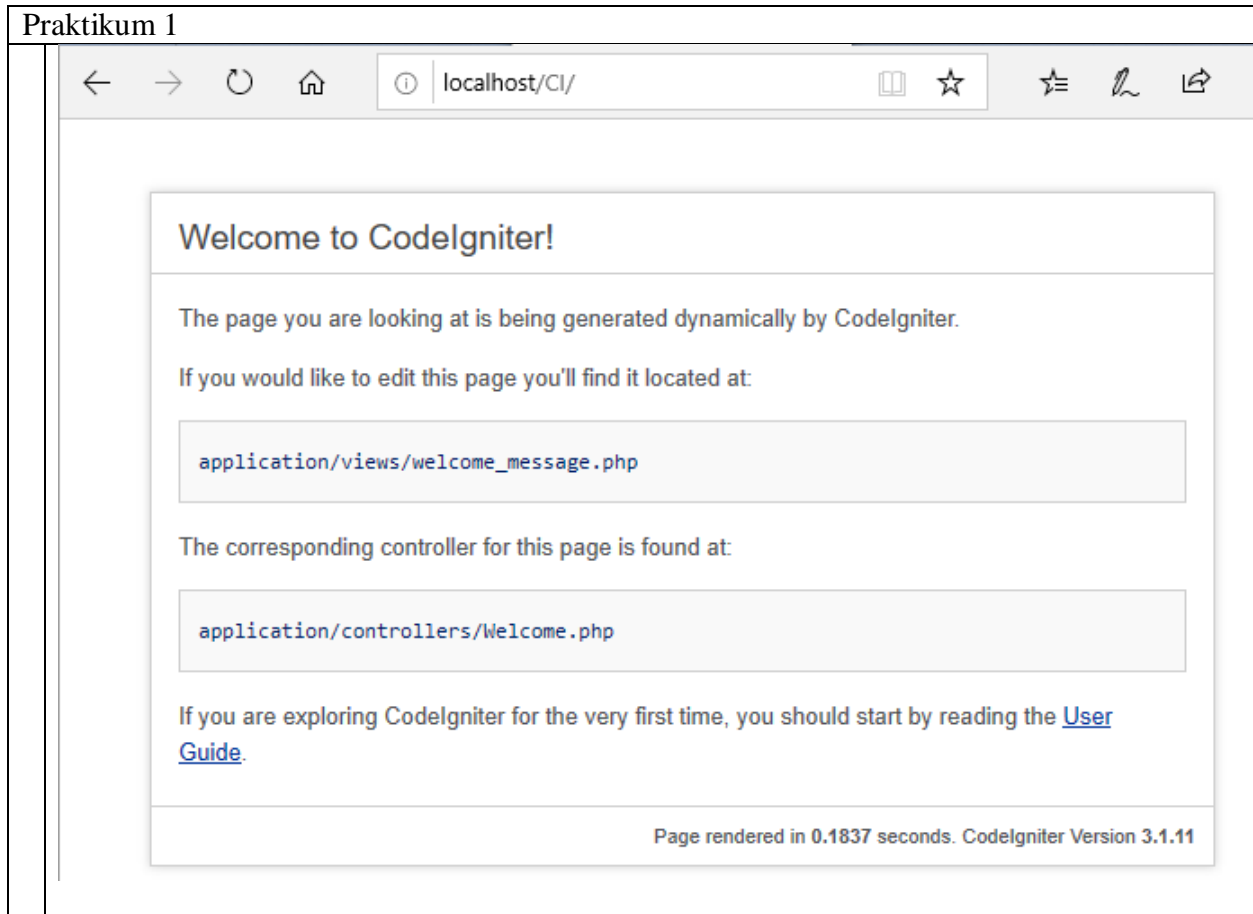 Praktikum 1
localhost/CI/
Welcome to CodeIgniter!
The page you are looking at is being generated dynamically by CodeIgniter.
If you would like to edit this page you'll find it located at:
application/views/welcome_message.php
The corresponding controller for this page is found at:
application/controllers/Welcome.php
If you are exploring CodeIgniter for the very first time, you should start by reading the User
Guide.
Page rendered in 0.1837 seconds. CodeIgniter Version 3.1.11